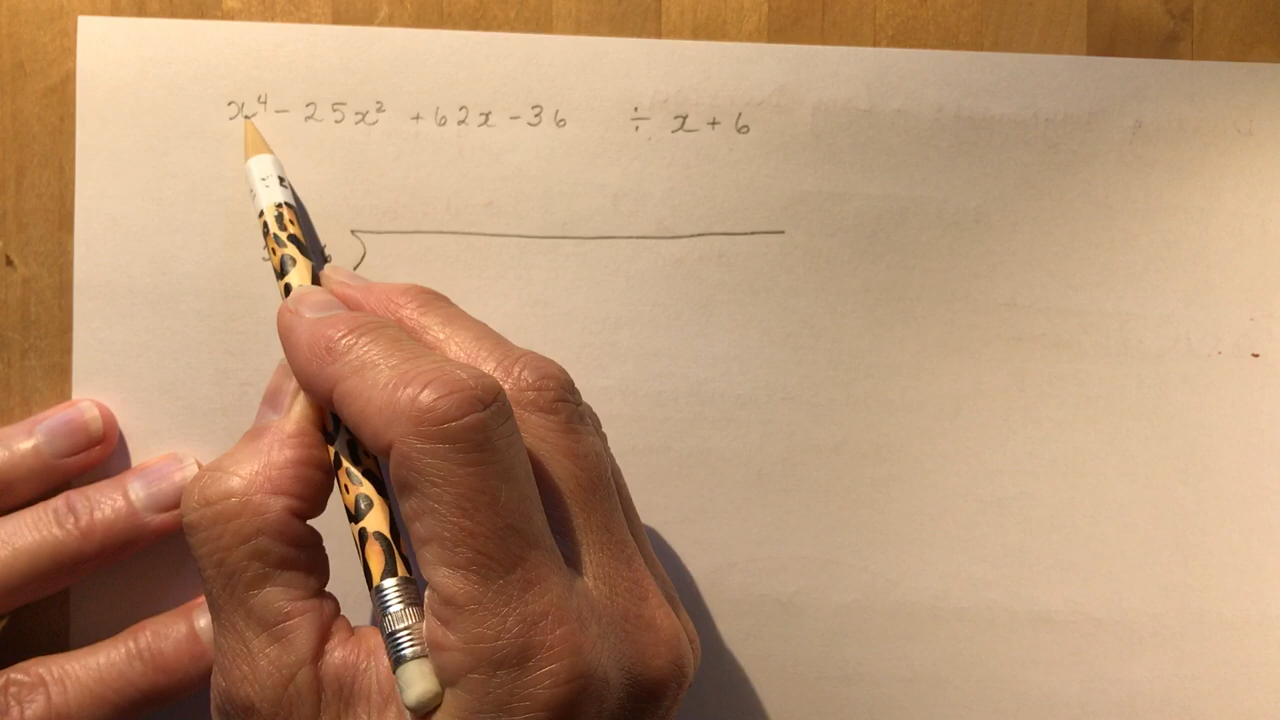 x⁴ - 25x² + 62x - 36 ÷ x + 6